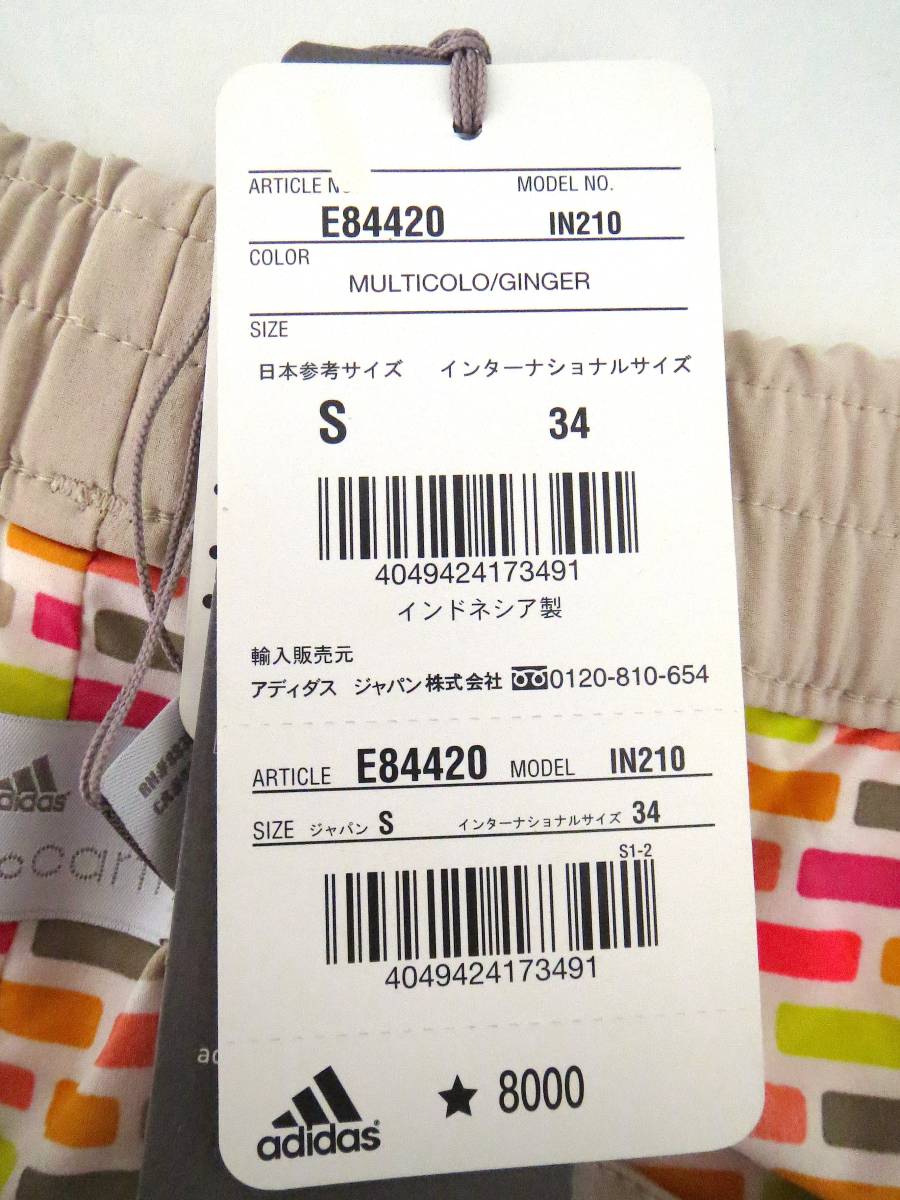 ARTICLE N
MODEL NO.
E84420
IN210
COLOR
MULTICOLO/GINGER
SIZE
日本参考サイズ インターナショナルサイズ
S 34
4049424173491
インドネシア製
輸入販売元
アディダス ジャパン株式会社 0120-810-654
ARTICLE E84420 MODEL IN210
SIZE ジャパン S インターナショナルサイズ 34
S1-2
4049424173491
adidas
★ 8000
adidas